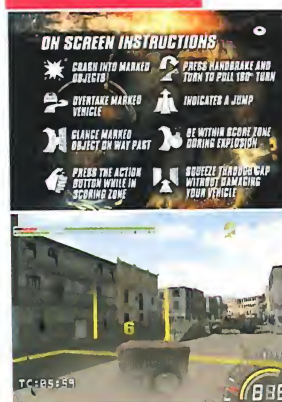 ON SCREEN INSTRUCTIONS
CRASH INTO MARKED
OBJECTS
PRESS HANDBRAKE AND
TURN TO PULL 180° TURN
OVERTAKE MARKED
VEHICLE
INDICATES A JUMP
GLANCE MARKED
OBJECT ON WAY PAST
BE WITHIN SCORE ZONE
DURING EXPLOSION
PRESS THE ACTION
BUTTON WHILE IN
SCORING ZONE
SQUEEZE THROUGH GAP
WITHOUT DAMAGING
YOUR VEHICLE
6
TC:05:59